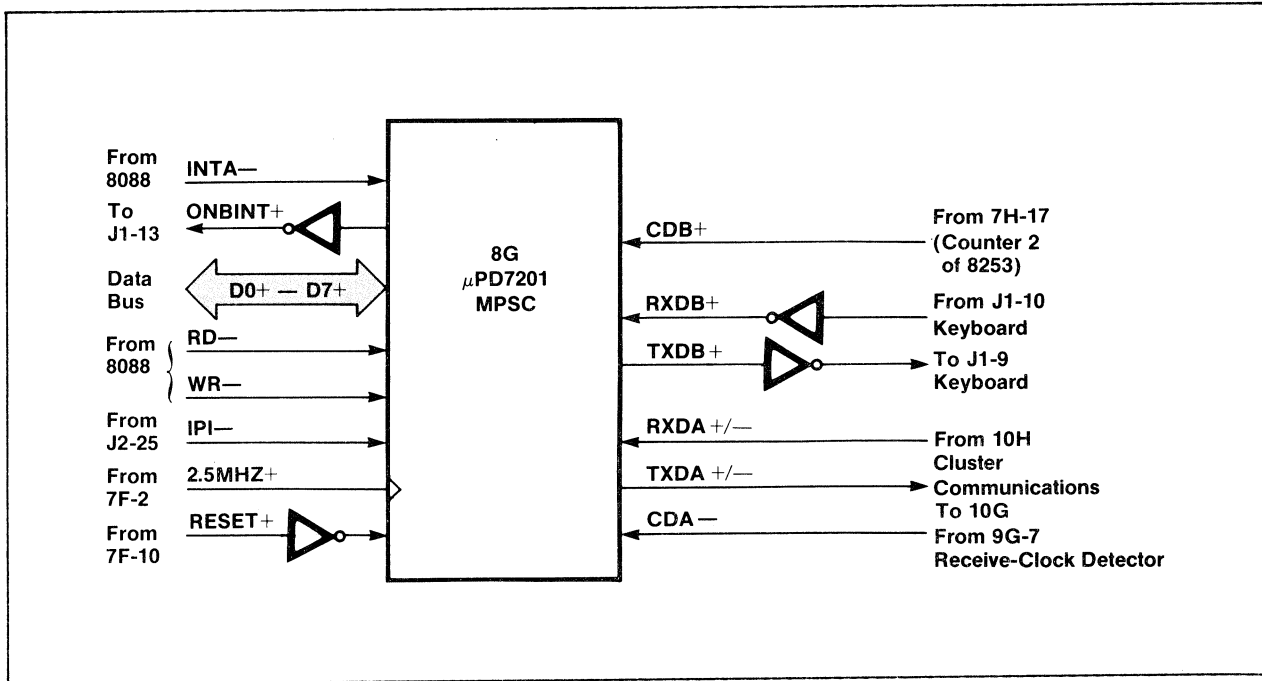 From
8088
INTA—
To
J1-13
ONBINT+
Data
Bus
D0+ — D7+
From
8088
RD—
WR—
From
J2-25
IPI—
From
7F-2
2.5MHZ+
From
7F-10
RESET+
8G
μPD7201
MPSC
CDB+
From 7H-17
(Counter 2
of 8253)
RXDB+
From J1-10
Keyboard
TXDB+
To J1-9
Keyboard
RXDA +/—
From 10H
Cluster
TXDA +/—
Communications
To 10G
CDA —
From 9G-7
Receive-Clock Detector